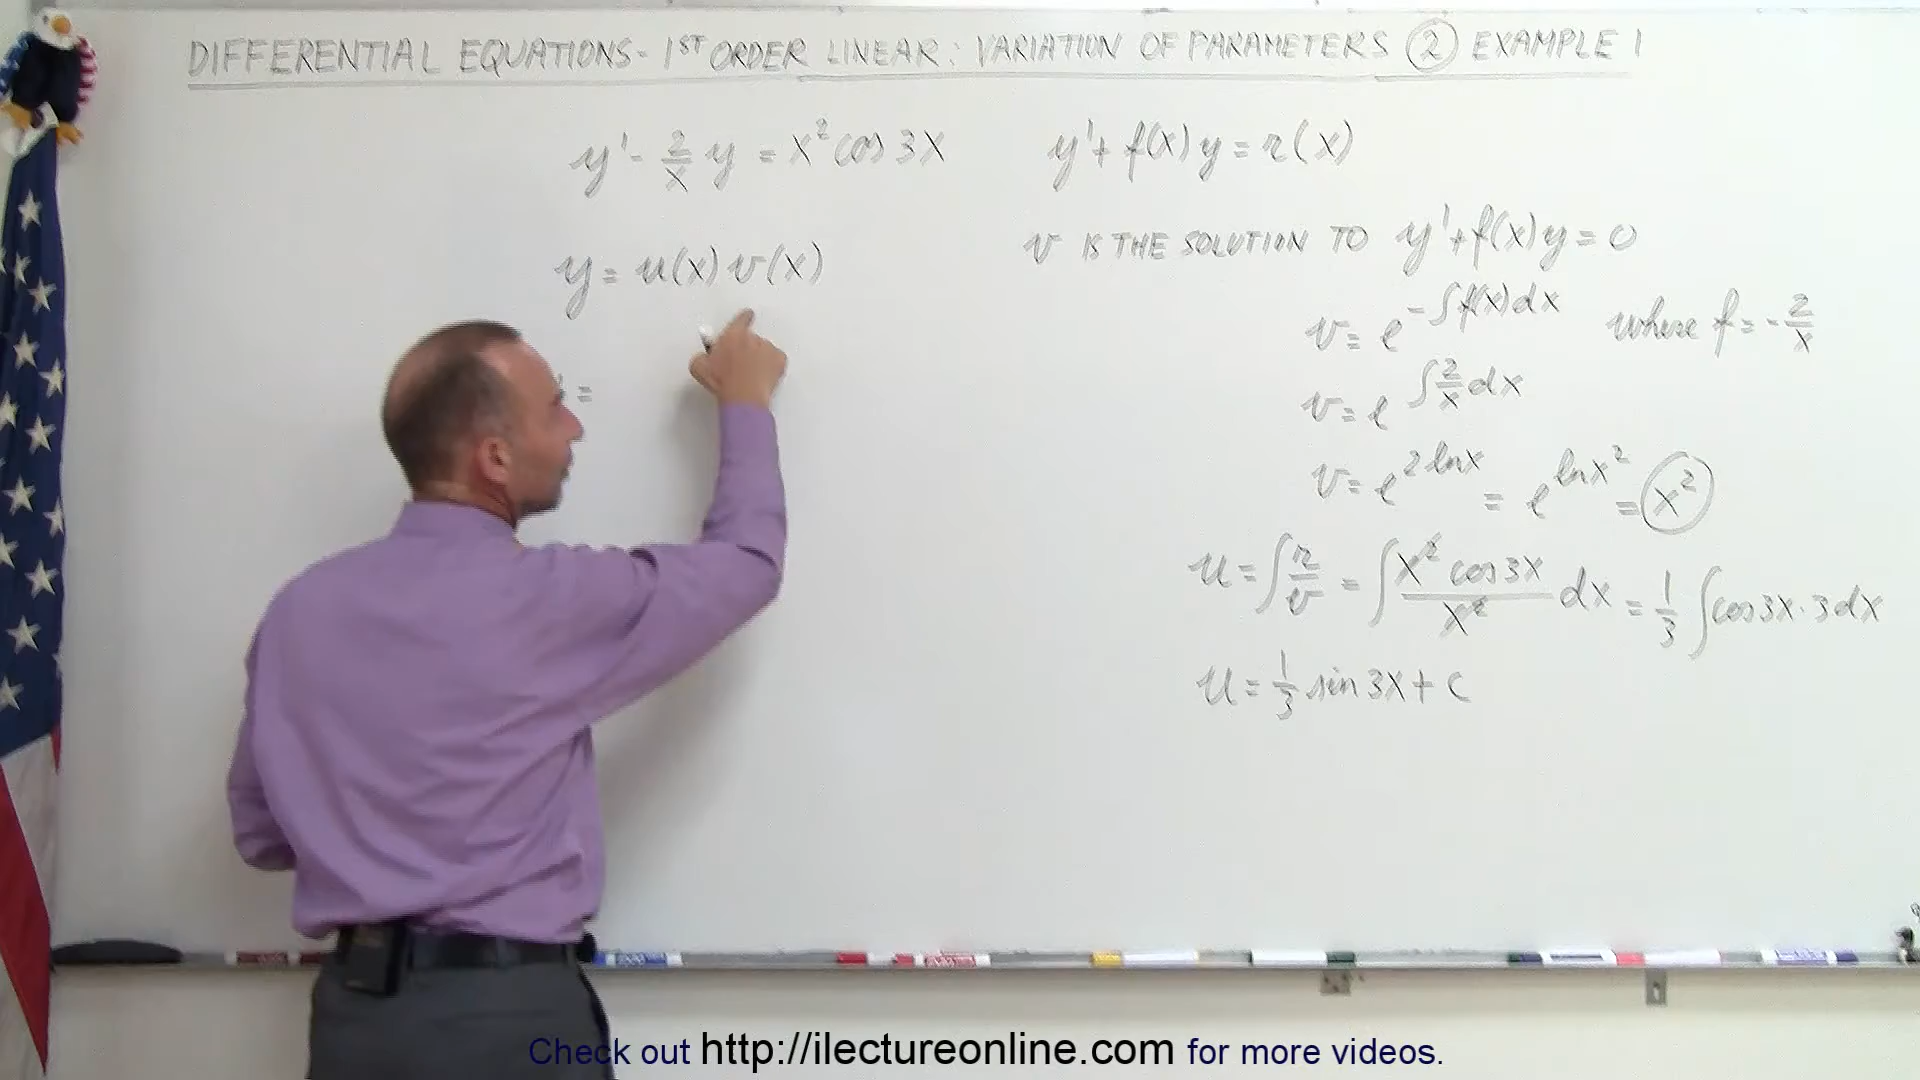 DIFFERENTIAL EQUATIONS - 1ST ORDER LINEAR: VARIATION OF PARAMETERS ② EXAMPLE 1
y' - 2/x y = x² cos 3x
y' + f(x) y = r(x)
y = u(x) v(x)
=
v IS THE SOLUTION TO y' + f(x) y = 0
v = e^(-∫f(x)dx) where f = -2/x
v = e^(∫2/x dx)
v = e^(2 ln x) = e^(ln x²) = x²
u = ∫ r/v = ∫ (x² cos 3x)/x² dx = 1/3 ∫ cos 3x · 3dx
u = 1/3 sin 3x + c
Check out http://ilectureonline.com for more videos.